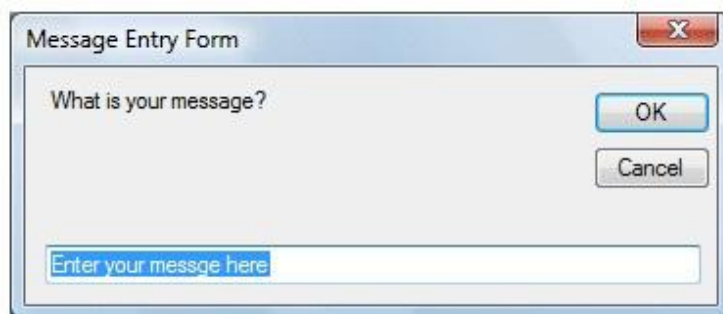 Message Entry Form
What is your message?
OK
Cancel
Enter your messge here